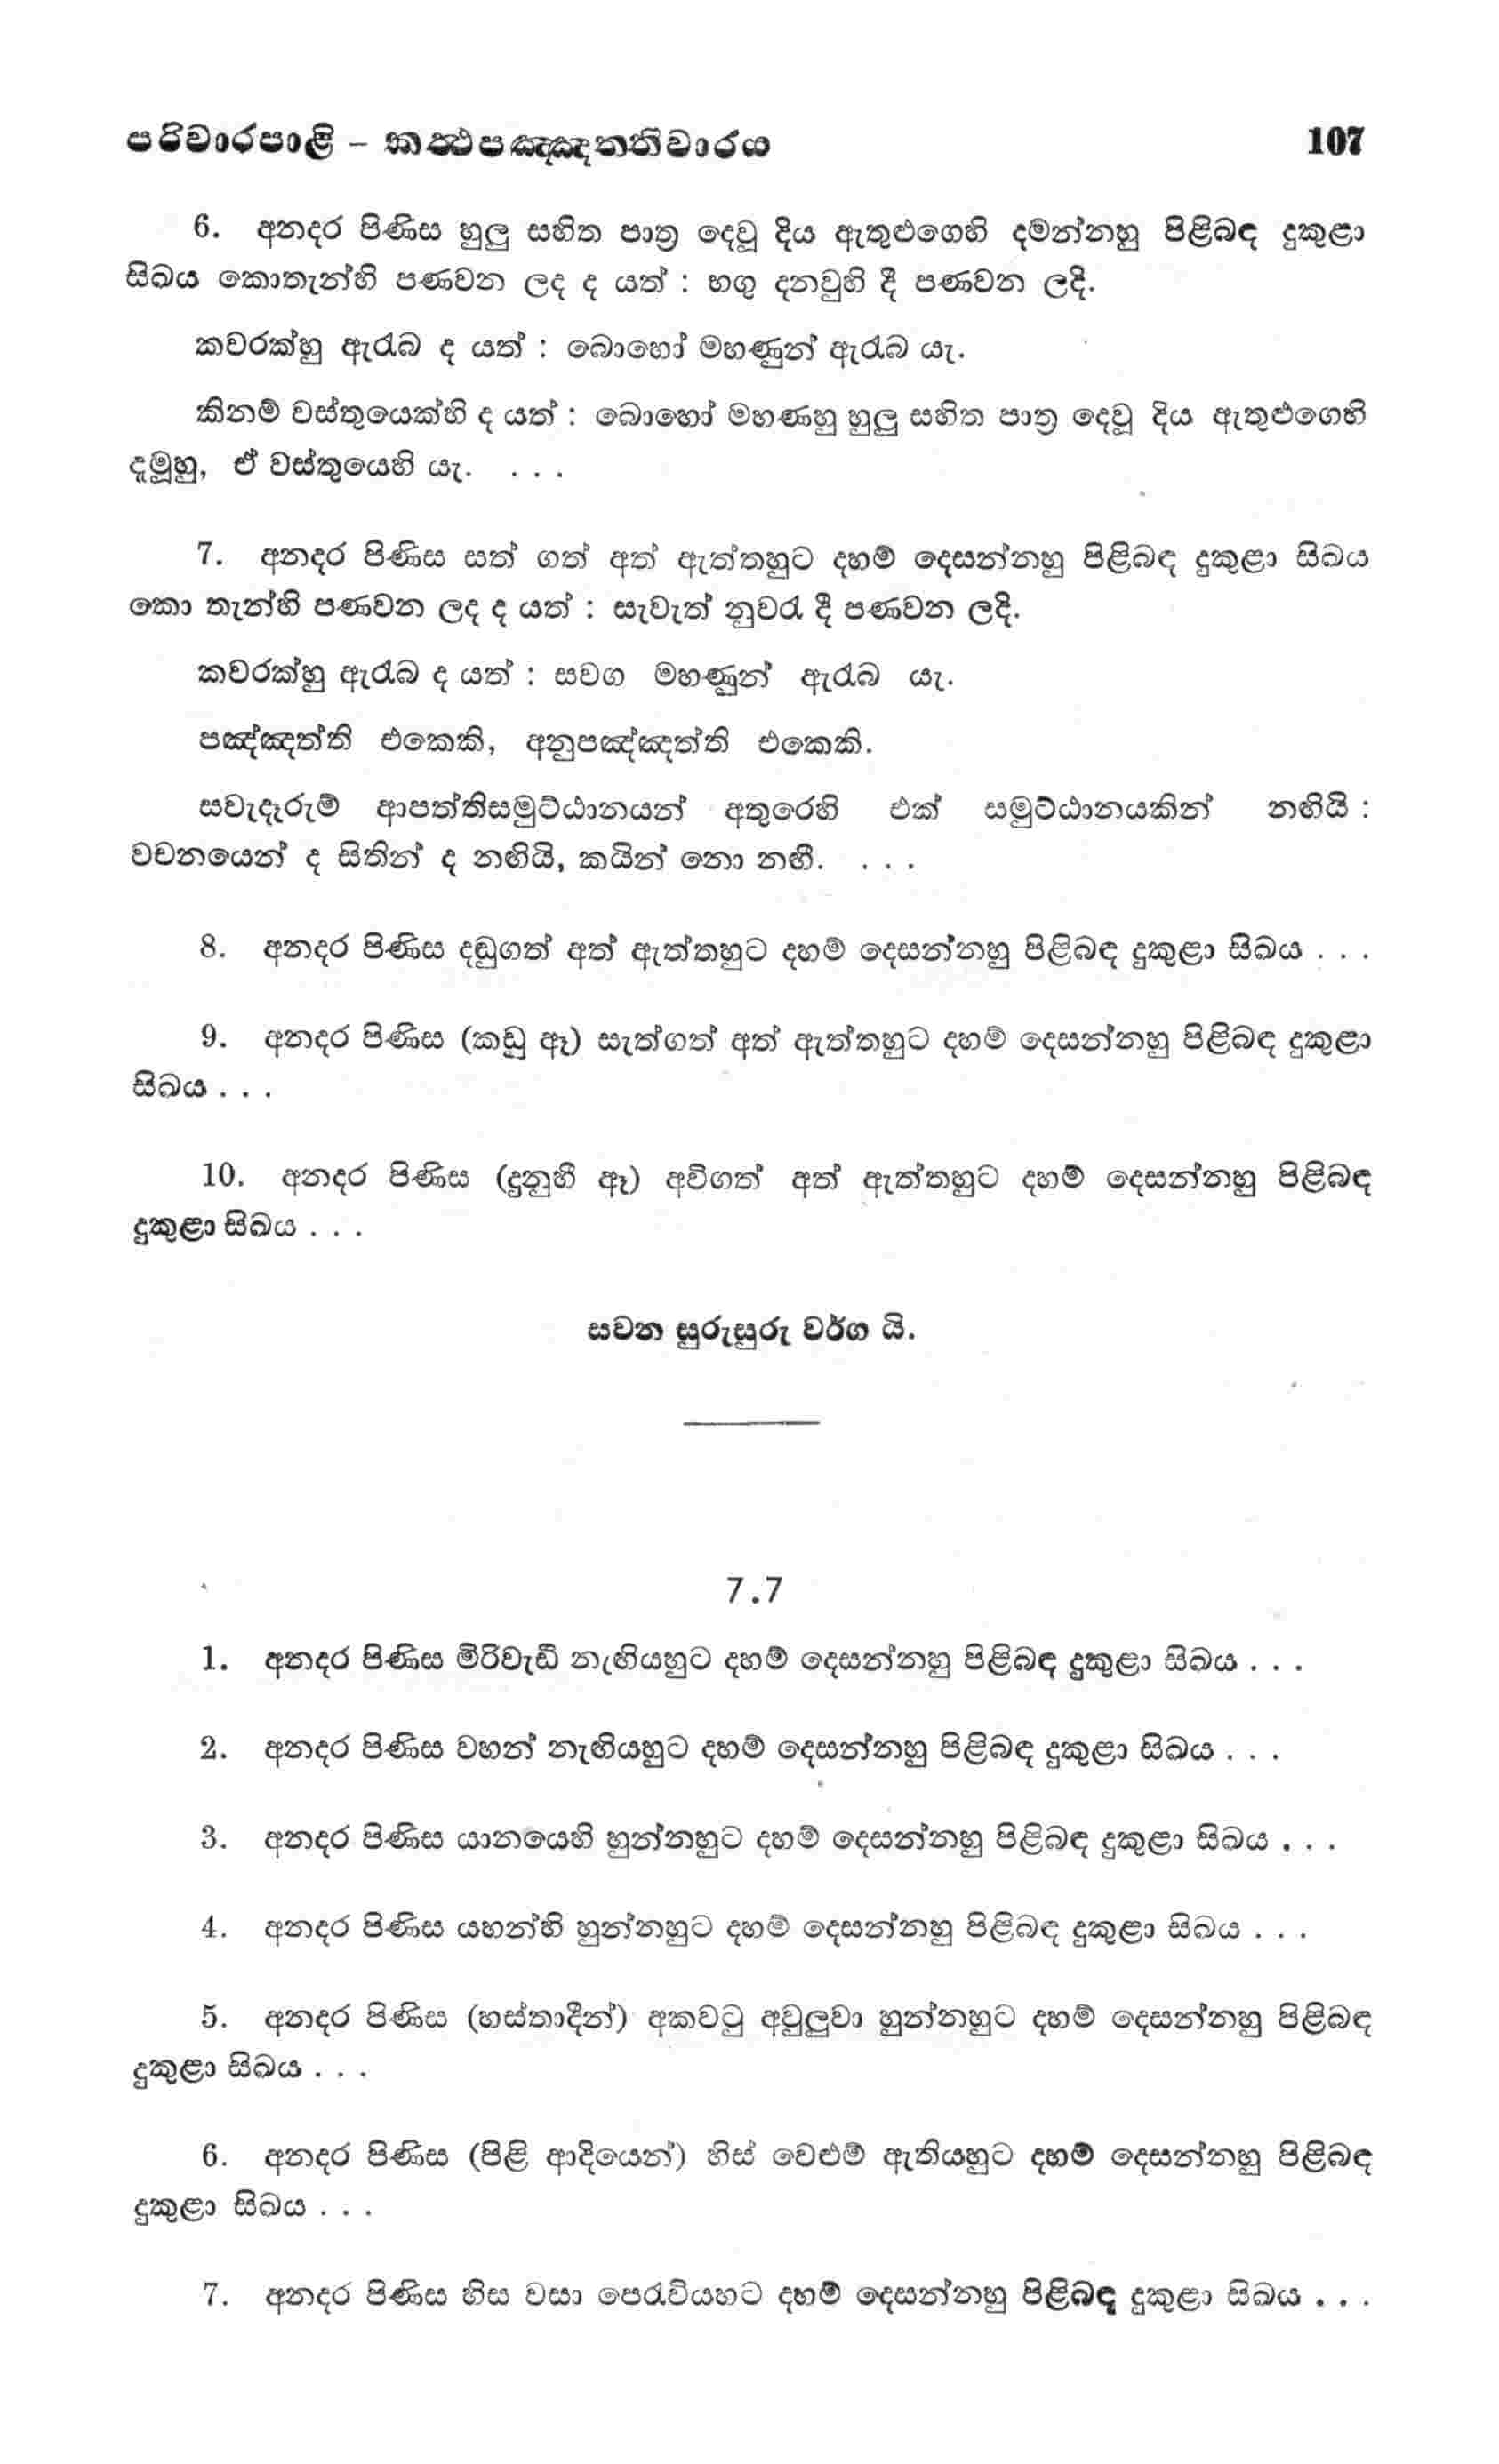 පරිවාරපාළි – කත්‍ථපඤ්ඤත්තිවාරය 107
6. අනදර පිණිස හුලු සහිත පාත්‍ර දෙවූ දිය ඇතුළුගෙහි දමන්නහු පිළිබඳ දුකුළා
සිඛය කොතැන්හි පණවන ලද ද යත් : භගු දනවුහි දී පණවන ලදි.
කවරක්හු ඇරැබ ද යත් : බොහෝ මහණුන් ඇරැබ යැ.
කිනම් වස්තුයෙක්හි ද යත් : බොහෝ මහණහු හුලු සහිත පාත්‍ර දෙවූ දිය ඇතුළුගෙහි
දැමූහු, ඒ වස්තුයෙහි යැ. . . .
7. අනදර පිණිස සත් ගත් අත් ඇත්තහුට දහම් දෙසන්නහු පිළිබඳ දුකුළා සිඛය
කො තැන්හි පණවන ලද ද යත් : සැවැත් නුවරැ දී පණවන ලදි.
කවරක්හු ඇරැබ ද යත් : සවග මහණුන් ඇරැබ යැ.
පඤ්ඤත්ති එකෙකි, අනුපඤ්ඤත්ති එකෙකි.
සවැදෑරුම් ආපත්තිසමුට්ඨානයන් අතුරෙහි එක් සමුට්ඨානයකින් නඟියි :
වචනයෙන් ද සිතින් ද නඟියි, කයින් නො නඟී. . . .
8. අනදර පිණිස දඬුගත් අත් ඇත්තහුට දහම් දෙසන්නහු පිළිබඳ දුකුළා සිඛය . . .
9. අනදර පිණිස (කඩු ඈ) සැත්ගත් අත් ඇත්තහුට දහම් දෙසන්නහු පිළිබඳ දුකුළා
සිඛය . . .
10. අනදර පිණිස (දුනුහී ඈ) අවිගත් අත් ඇත්තහුට දහම් දෙසන්නහු පිළිබඳ
දුකුළා සිඛය . . .
සවන සුරුසුරු වර්ග යි.
7.7
1. අනදර පිණිස මිරිවැඩි නැඟියහුට දහම් දෙසන්නහු පිළිබඳ දුකුළා සිඛය . . .
2. අනදර පිණිස වහන් නැඟියහුට දහම් දෙසන්නහු පිළිබඳ දුකුළා සිඛය . . .
3. අනදර පිණිස යානයෙහි හුන්නහුට දහම් දෙසන්නහු පිළිබඳ දුකුළා සිඛය . . .
4. අනදර පිණිස යහන්හි හුන්නහුට දහම් දෙසන්නහු පිළිබඳ දුකුළා සිඛය . . .
5. අනදර පිණිස (හස්තාදීන්) අකවටු අවුලුවා හුන්නහුට දහම් දෙසන්නහු පිළිබඳ
දුකුළා සිඛය . . .
6. අනදර පිණිස (පිළි ආදියෙන්) හිස් වෙළුම් ඇතියහුට දහම් දෙසන්නහු පිළිබඳ
දුකුළා සිඛය . . .
7. අනදර පිණිස හිස වසා පෙරැවියහට දහම් දෙසන්නහු පිළිබඳ දුකුළා සිඛය . . .